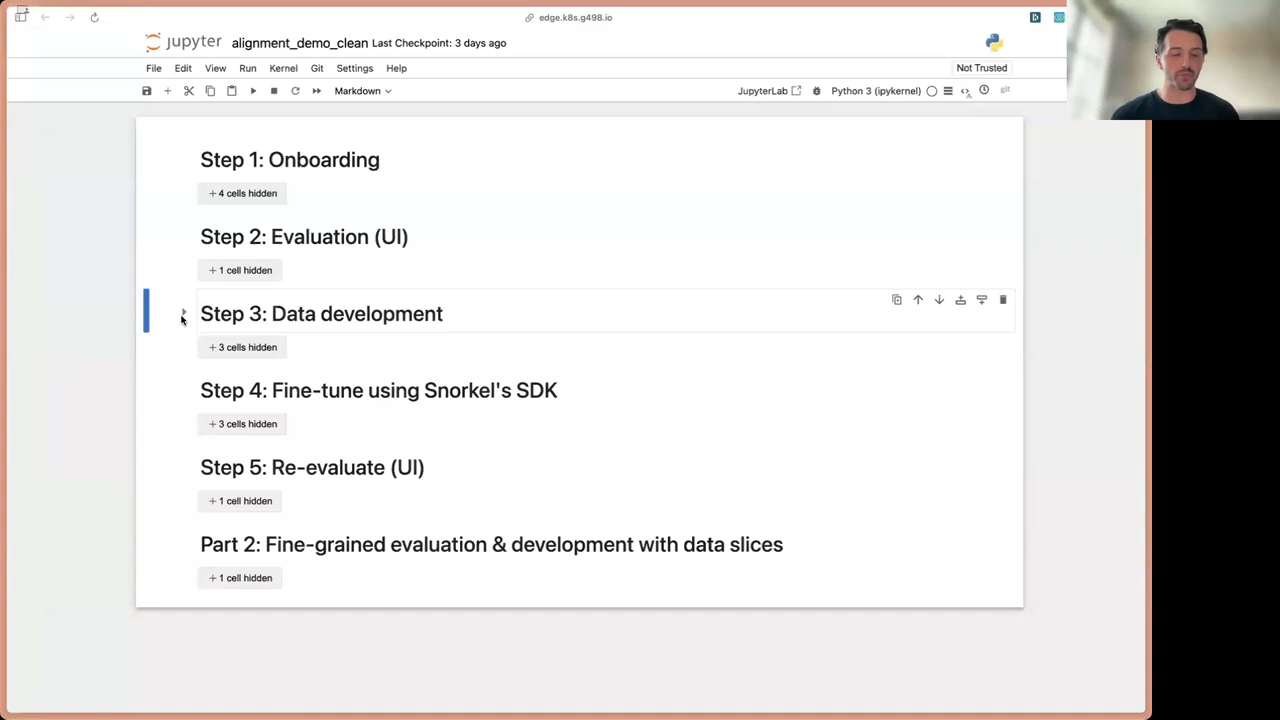 edge.k8s.g498.io
jupyter alignment_demo_clean Last Checkpoint: 3 days ago
File Edit View Run Kernel Git Settings Help Not Trusted
Markdown JupyterLab Python 3 (ipykernel) git
Step 1: Onboarding
+ 4 cells hidden
Step 2: Evaluation (UI)
+ 1 cell hidden
Step 3: Data development
+ 3 cells hidden
Step 4: Fine-tune using Snorkel's SDK
+ 3 cells hidden
Step 5: Re-evaluate (UI)
+ 1 cell hidden
Part 2: Fine-grained evaluation & development with data slices
+ 1 cell hidden